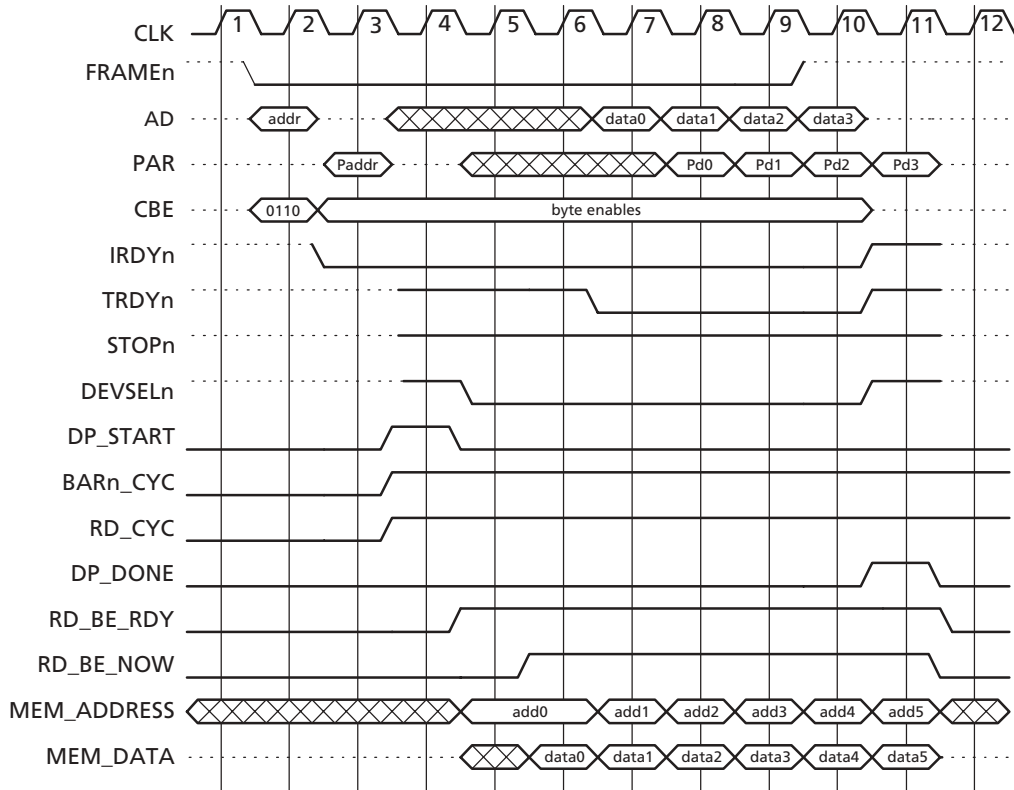 CLK 1 2 3 4 5 6 7 8 9 10 11 12
FRAMEn
AD addr data0 data1 data2 data3
PAR Paddr Pd0 Pd1 Pd2 Pd3
CBE 0110 byte enables
IRDYn
TRDYn
STOPn
DEVSELn
DP_START
BARn_CYC
RD_CYC
DP_DONE
RD_BE_RDY
RD_BE_NOW
MEM_ADDRESS add0 add1 add2 add3 add4 add5
MEM_DATA data0 data1 data2 data3 data4 data5